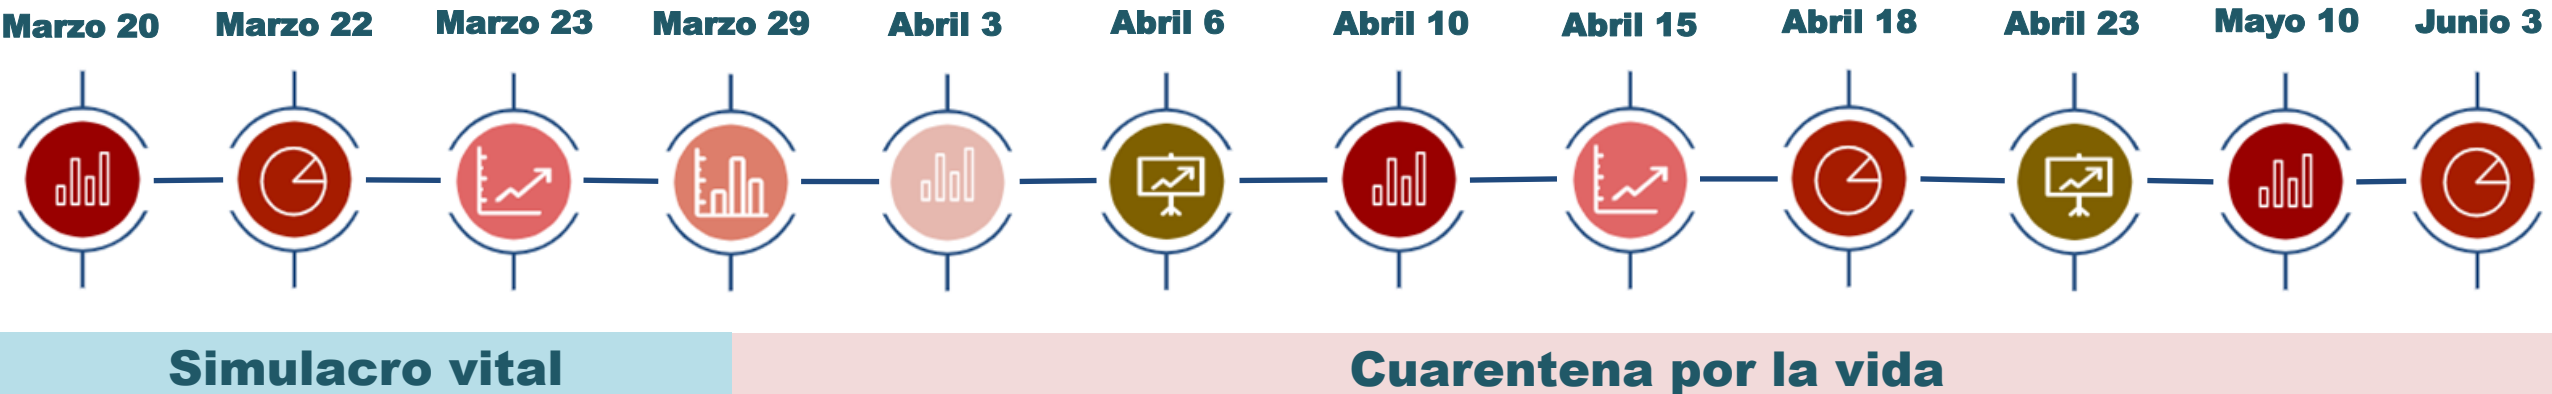 Marzo 20 Marzo 22 Marzo 23 Marzo 29 Abril 3 Abril 6 Abril 10 Abril 15 Abril 18 Abril 23 Mayo 10 Junio 3
Simulacro vital Cuarentena por la vida